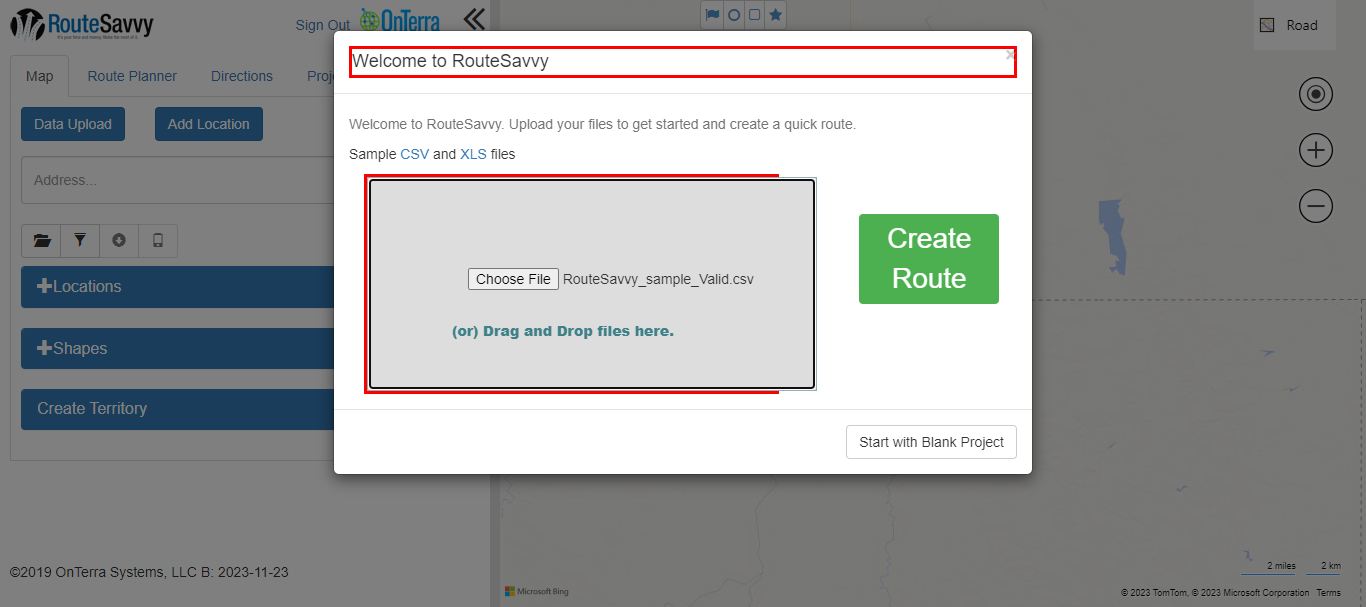 RouteSavvy
It's your time and money. Make the most of it.
Sign Out
OnTerra
Map
Route Planner
Directions
Proj
Data Upload
Add Location
Address...
Locations
Shapes
Create Territory
©2019 OnTerra Systems, LLC B: 2023-11-23
Welcome to RouteSavvy
×
Welcome to RouteSavvy. Upload your files to get started and create a quick route.
Sample CSV and XLS files
Choose File RouteSavvy_sample_Valid.csv
(or) Drag and Drop files here.
Create
Route
Start with Blank Project
Road
Microsoft Bing
2 miles
2 km
© 2023 TomTom, © 2023 Microsoft Corporation Terms